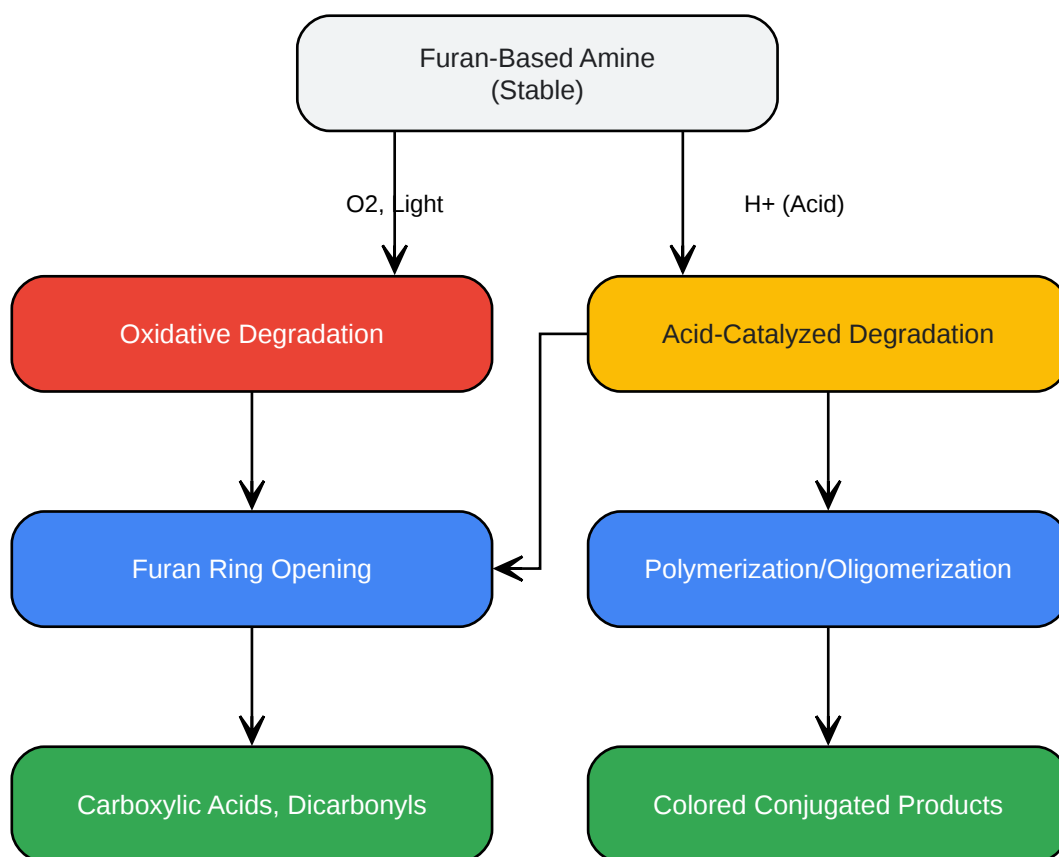 Furan-Based Amine
(Stable)
O2, Light
H+ (Acid)
Oxidative Degradation
Acid-Catalyzed Degradation
Furan Ring Opening
Polymerization/Oligomerization
Carboxylic Acids, Dicarbonyls
Colored Conjugated Products